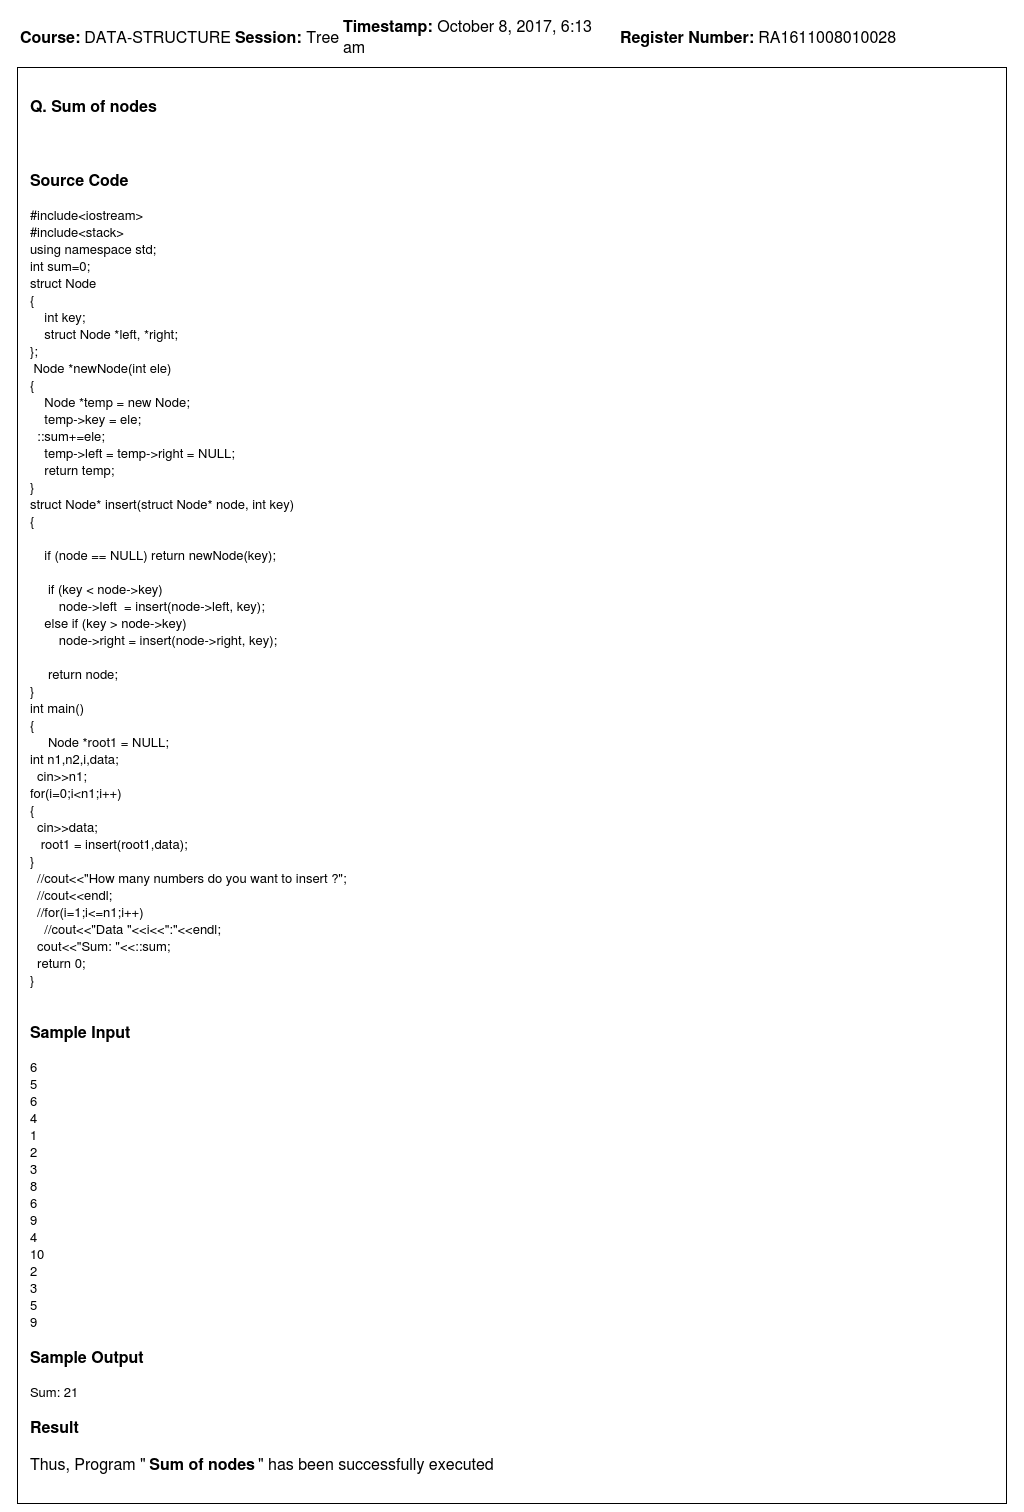 Course: DATA-STRUCTURE Session: Tree Timestamp: October 8, 2017, 6:13 am Register Number: RA1611008010028
Q. Sum of nodes
Source Code
#include<iostream>
#include<stack>
using namespace std;
int sum=0;
struct Node
{
    int key;
    struct Node *left, *right;
};
 Node *newNode(int ele)
{
    Node *temp = new Node;
    temp->key = ele;
  ::sum+=ele;
    temp->left = temp->right = NULL;
    return temp;
}
struct Node* insert(struct Node* node, int key)
{
    if (node == NULL) return newNode(key);
     if (key < node->key)
        node->left  = insert(node->left, key);
    else if (key > node->key)
        node->right = insert(node->right, key);
     return node;
}
int main()
{
     Node *root1 = NULL;
int n1,n2,i,data;
  cin>>n1;
for(i=0;i<n1;i++)
{
  cin>>data;
   root1 = insert(root1,data);
}
  //cout<<"How many numbers do you want to insert ?";
  //cout<<endl;
  //for(i=1;i<=n1;i++)
    //cout<<"Data "<<i<<":"<<endl;
  cout<<"Sum: "<<::sum;
  return 0;
}
Sample Input
6
5
6
4
1
2
3
8
6
9
4
10
2
3
5
9
Sample Output
Sum: 21
Result
Thus, Program " Sum of nodes " has been successfully executed